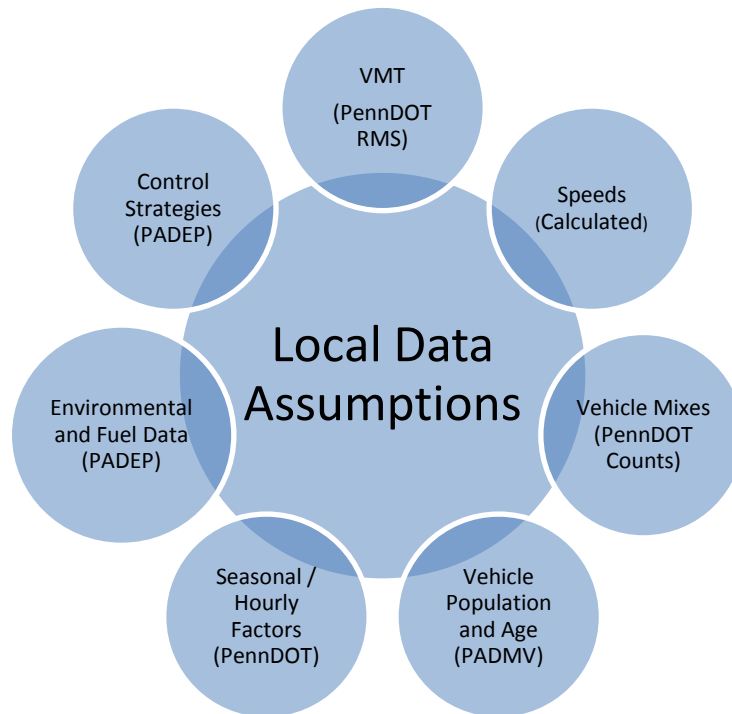 VMT
(PennDOT
RMS)
Speeds
(Calculated)
Vehicle Mixes
(PennDOT
Counts)
Vehicle
Population
and Age
(PADMV)
Seasonal /
Hourly
Factors
(PennDOT)
Environmental
and Fuel Data
(PADEP)
Control
Strategies
(PADEP)
Local Data
Assumptions